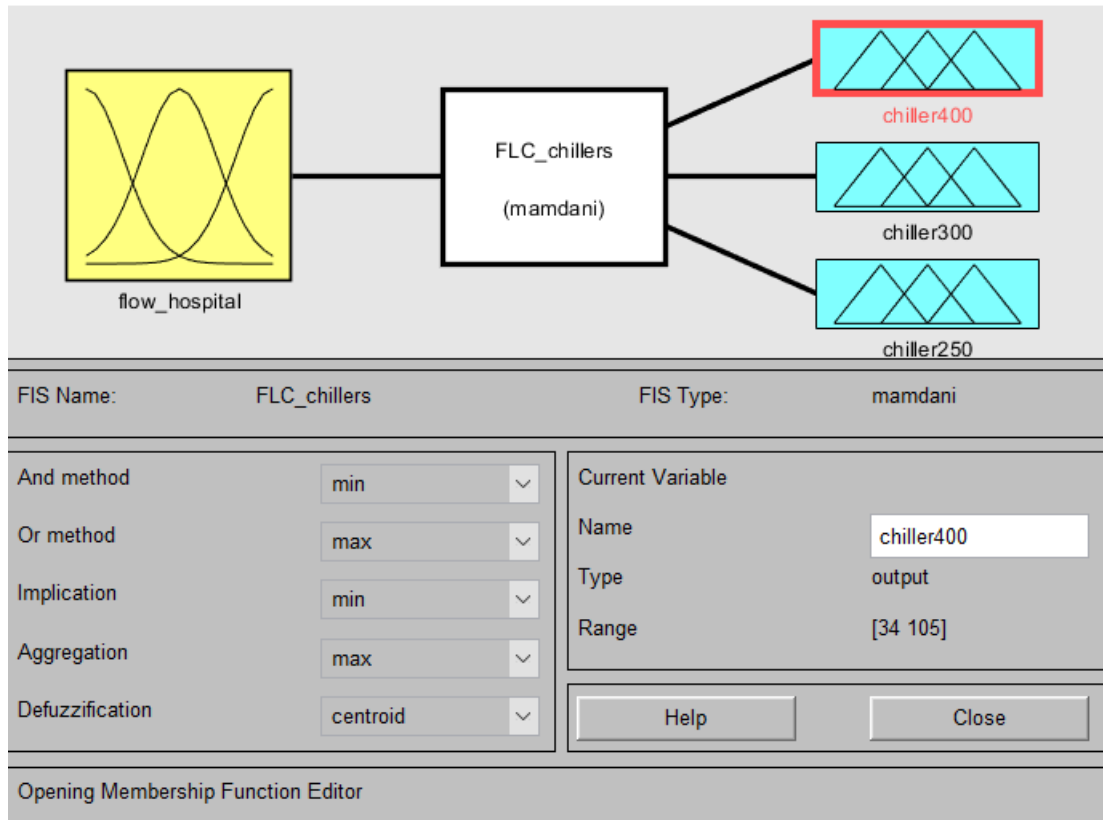 chiller400
FLC_chillers
(mamdani)
chiller300
flow_hospital
chiller250
FIS Name: FLC_chillers FIS Type: mamdani
And method min
Or method max
Implication min
Aggregation max
Defuzzification centroid
Current Variable
Name chiller400
Type output
Range [34 105]
Help Close
Opening Membership Function Editor